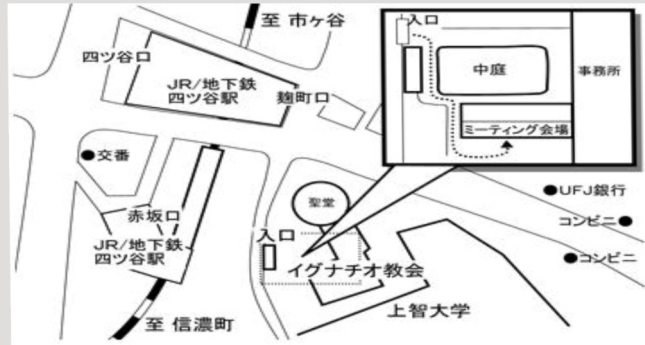 至 市ヶ谷
四ツ谷口
JR/地下鉄
四ツ谷駅
麹町口
交番
赤坂口
JR/地下鉄
四ツ谷駅
至 信濃町
聖堂
入口
イグナチオ教会
上智大学
UFJ銀行
コンビニ
コンビニ
入口
中庭
事務所
ミーティング会場